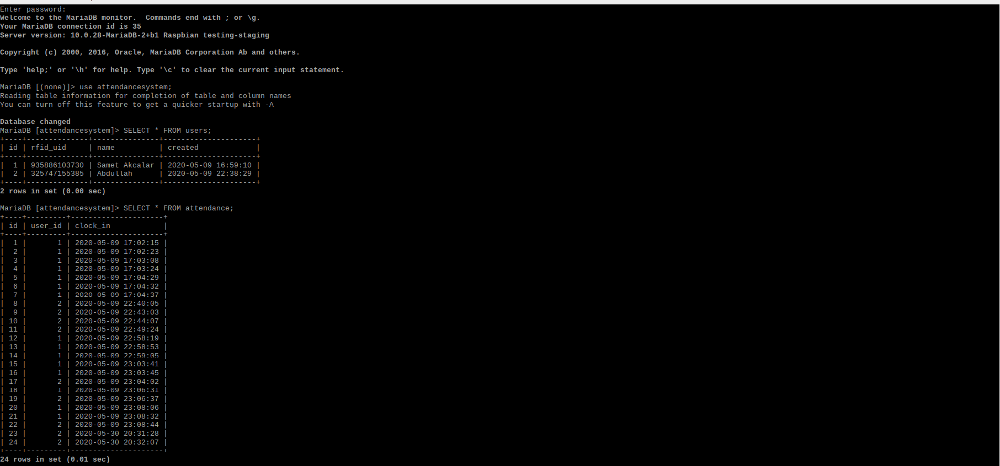 Enter password:
Welcome to the MariaDB monitor.  Commands end with ; or \g.
Your MariaDB connection id is 35
Server version: 10.0.28-MariaDB-2+b1 Raspbian testing-staging
Copyright (c) 2000, 2016, Oracle, MariaDB Corporation Ab and others.
Type 'help;' or '\h' for help. Type '\c' to clear the current input statement.
MariaDB [(none)]> use attendancesystem;
Reading table information for completion of table and column names
You can turn off this feature to get a quicker startup with -A
Database changed
MariaDB [attendancesystem]> SELECT * FROM users;
+----+--------------+---------------+---------------------+
| id | rfid_uid     | name          | created             |
+----+--------------+---------------+---------------------+
|  1 | 935886103730 | Samet Akcalar | 2020-05-09 16:59:10 |
|  2 | 325747155385 | Abdullah      | 2020-05-09 22:38:29 |
+----+--------------+---------------+---------------------+
2 rows in set (0.00 sec)
MariaDB [attendancesystem]> SELECT * FROM attendance;
+----+---------+---------------------+
| id | user_id | clock_in            |
+----+---------+---------------------+
|  1 |       1 | 2020-05-09 17:02:15 |
|  2 |       1 | 2020-05-09 17:02:23 |
|  3 |       1 | 2020-05-09 17:03:08 |
|  4 |       1 | 2020-05-09 17:03:24 |
|  5 |       1 | 2020-05-09 17:04:29 |
|  6 |       1 | 2020-05-09 17:04:32 |
|  7 |       1 | 2020 05 09 17:04:37 |
|  8 |       2 | 2020-05-09 22:40:05 |
|  9 |       2 | 2020-05-09 22:43:03 |
| 10 |       2 | 2020-05-09 22:44:07 |
| 11 |       2 | 2020-05-09 22:49:24 |
| 12 |       1 | 2020-05-09 22:58:19 |
| 13 |       1 | 2020-05-09 22:58:53 |
| 14 |       1 | 2020-05-09 22:59:05 |
| 15 |       1 | 2020-05-09 23:03:41 |
| 16 |       1 | 2020-05-09 23:03:45 |
| 17 |       2 | 2020-05-09 23:04:02 |
| 18 |       1 | 2020-05-09 23:06:31 |
| 19 |       2 | 2020-05-09 23:06:37 |
| 20 |       1 | 2020-05-09 23:08:06 |
| 21 |       1 | 2020-05-09 23:08:32 |
| 22 |       2 | 2020-05-09 23:08:44 |
| 23 |       2 | 2020-05-30 20:31:28 |
| 24 |       2 | 2020-05-30 20:32:07 |
+----+---------+---------------------+
24 rows in set (0.01 sec)